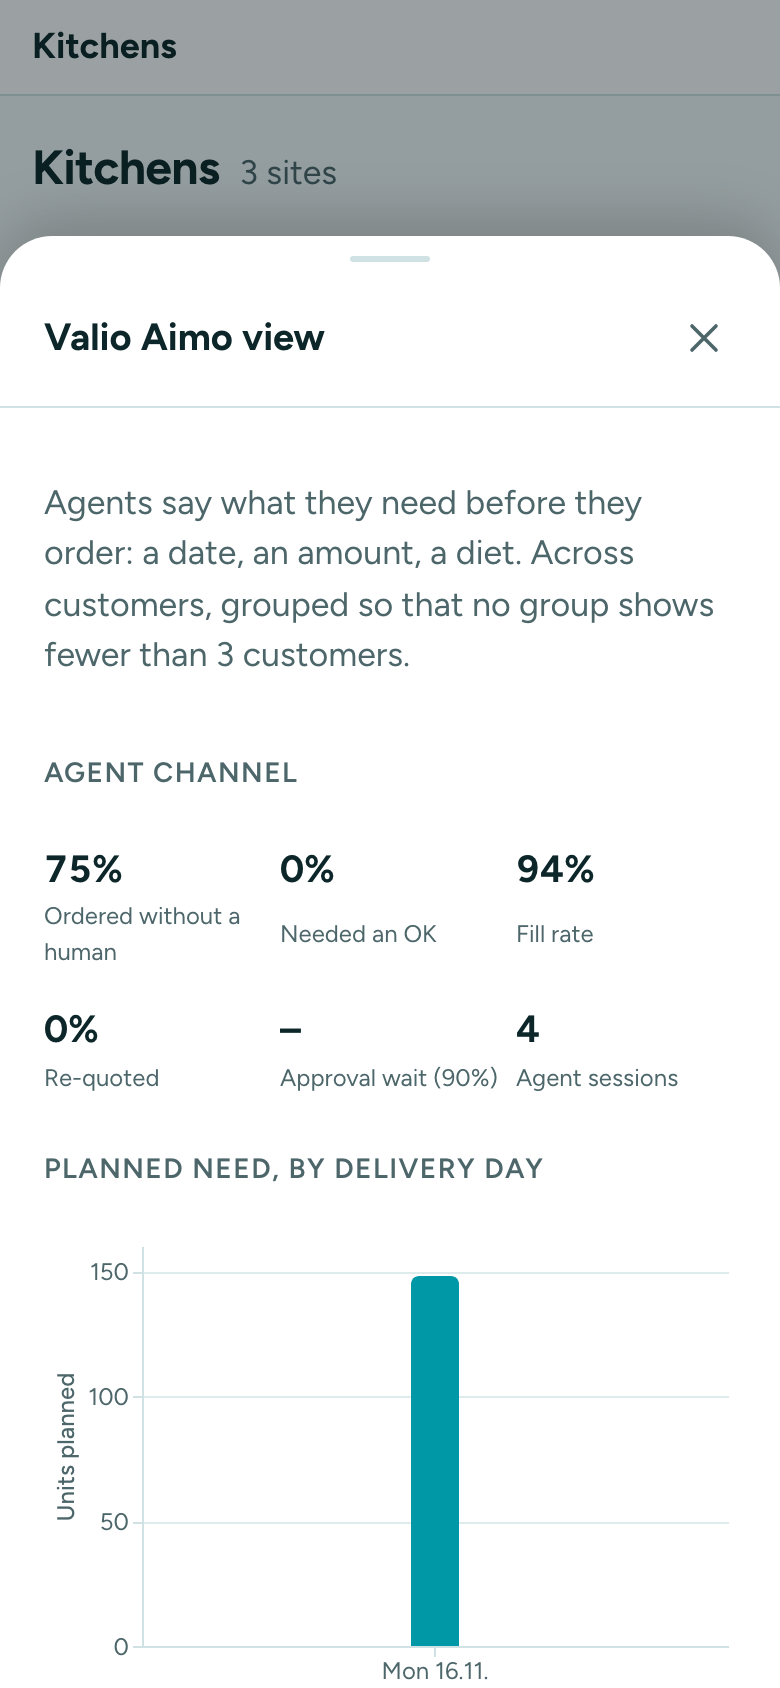 Kitchens
Kitchens 3 sites
Valio Aimo view
Agents say what they need before they
order: a date, an amount, a diet. Across
customers, grouped so that no group shows
fewer than 3 customers.
AGENT CHANNEL
75% 0% 94%
Ordered without a
human
Needed an OK
Fill rate
0% – 4
Re-quoted Approval wait (90%) Agent sessions
PLANNED NEED, BY DELIVERY DAY
150
100
50
0
Units planned
Mon 16.11.